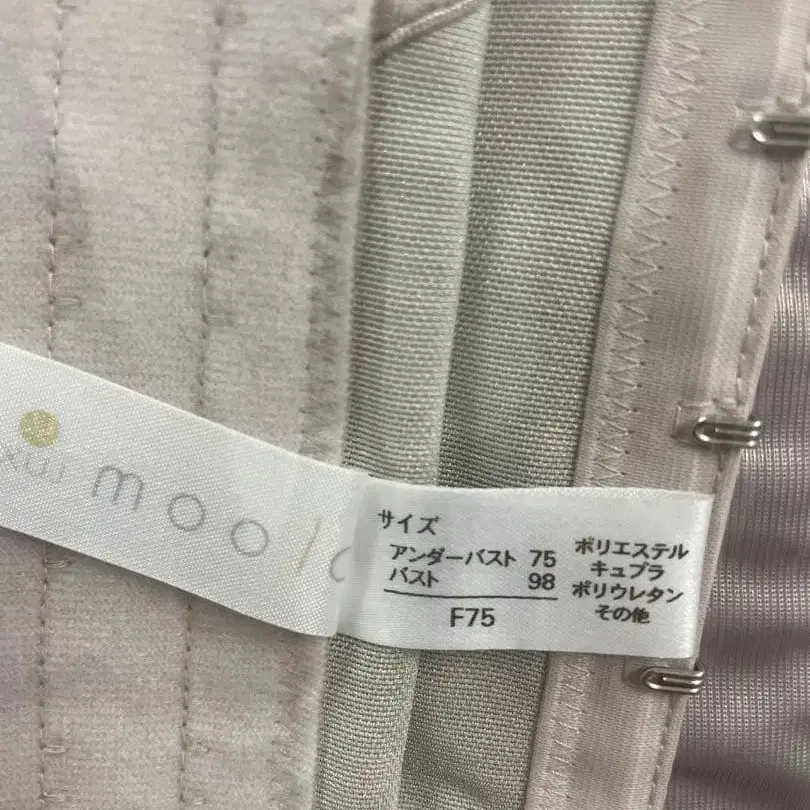 moolo
サイズ
アンダーバスト 75
バスト 98
F75
ポリエステル
キュプラ
ポリウレタン
その他